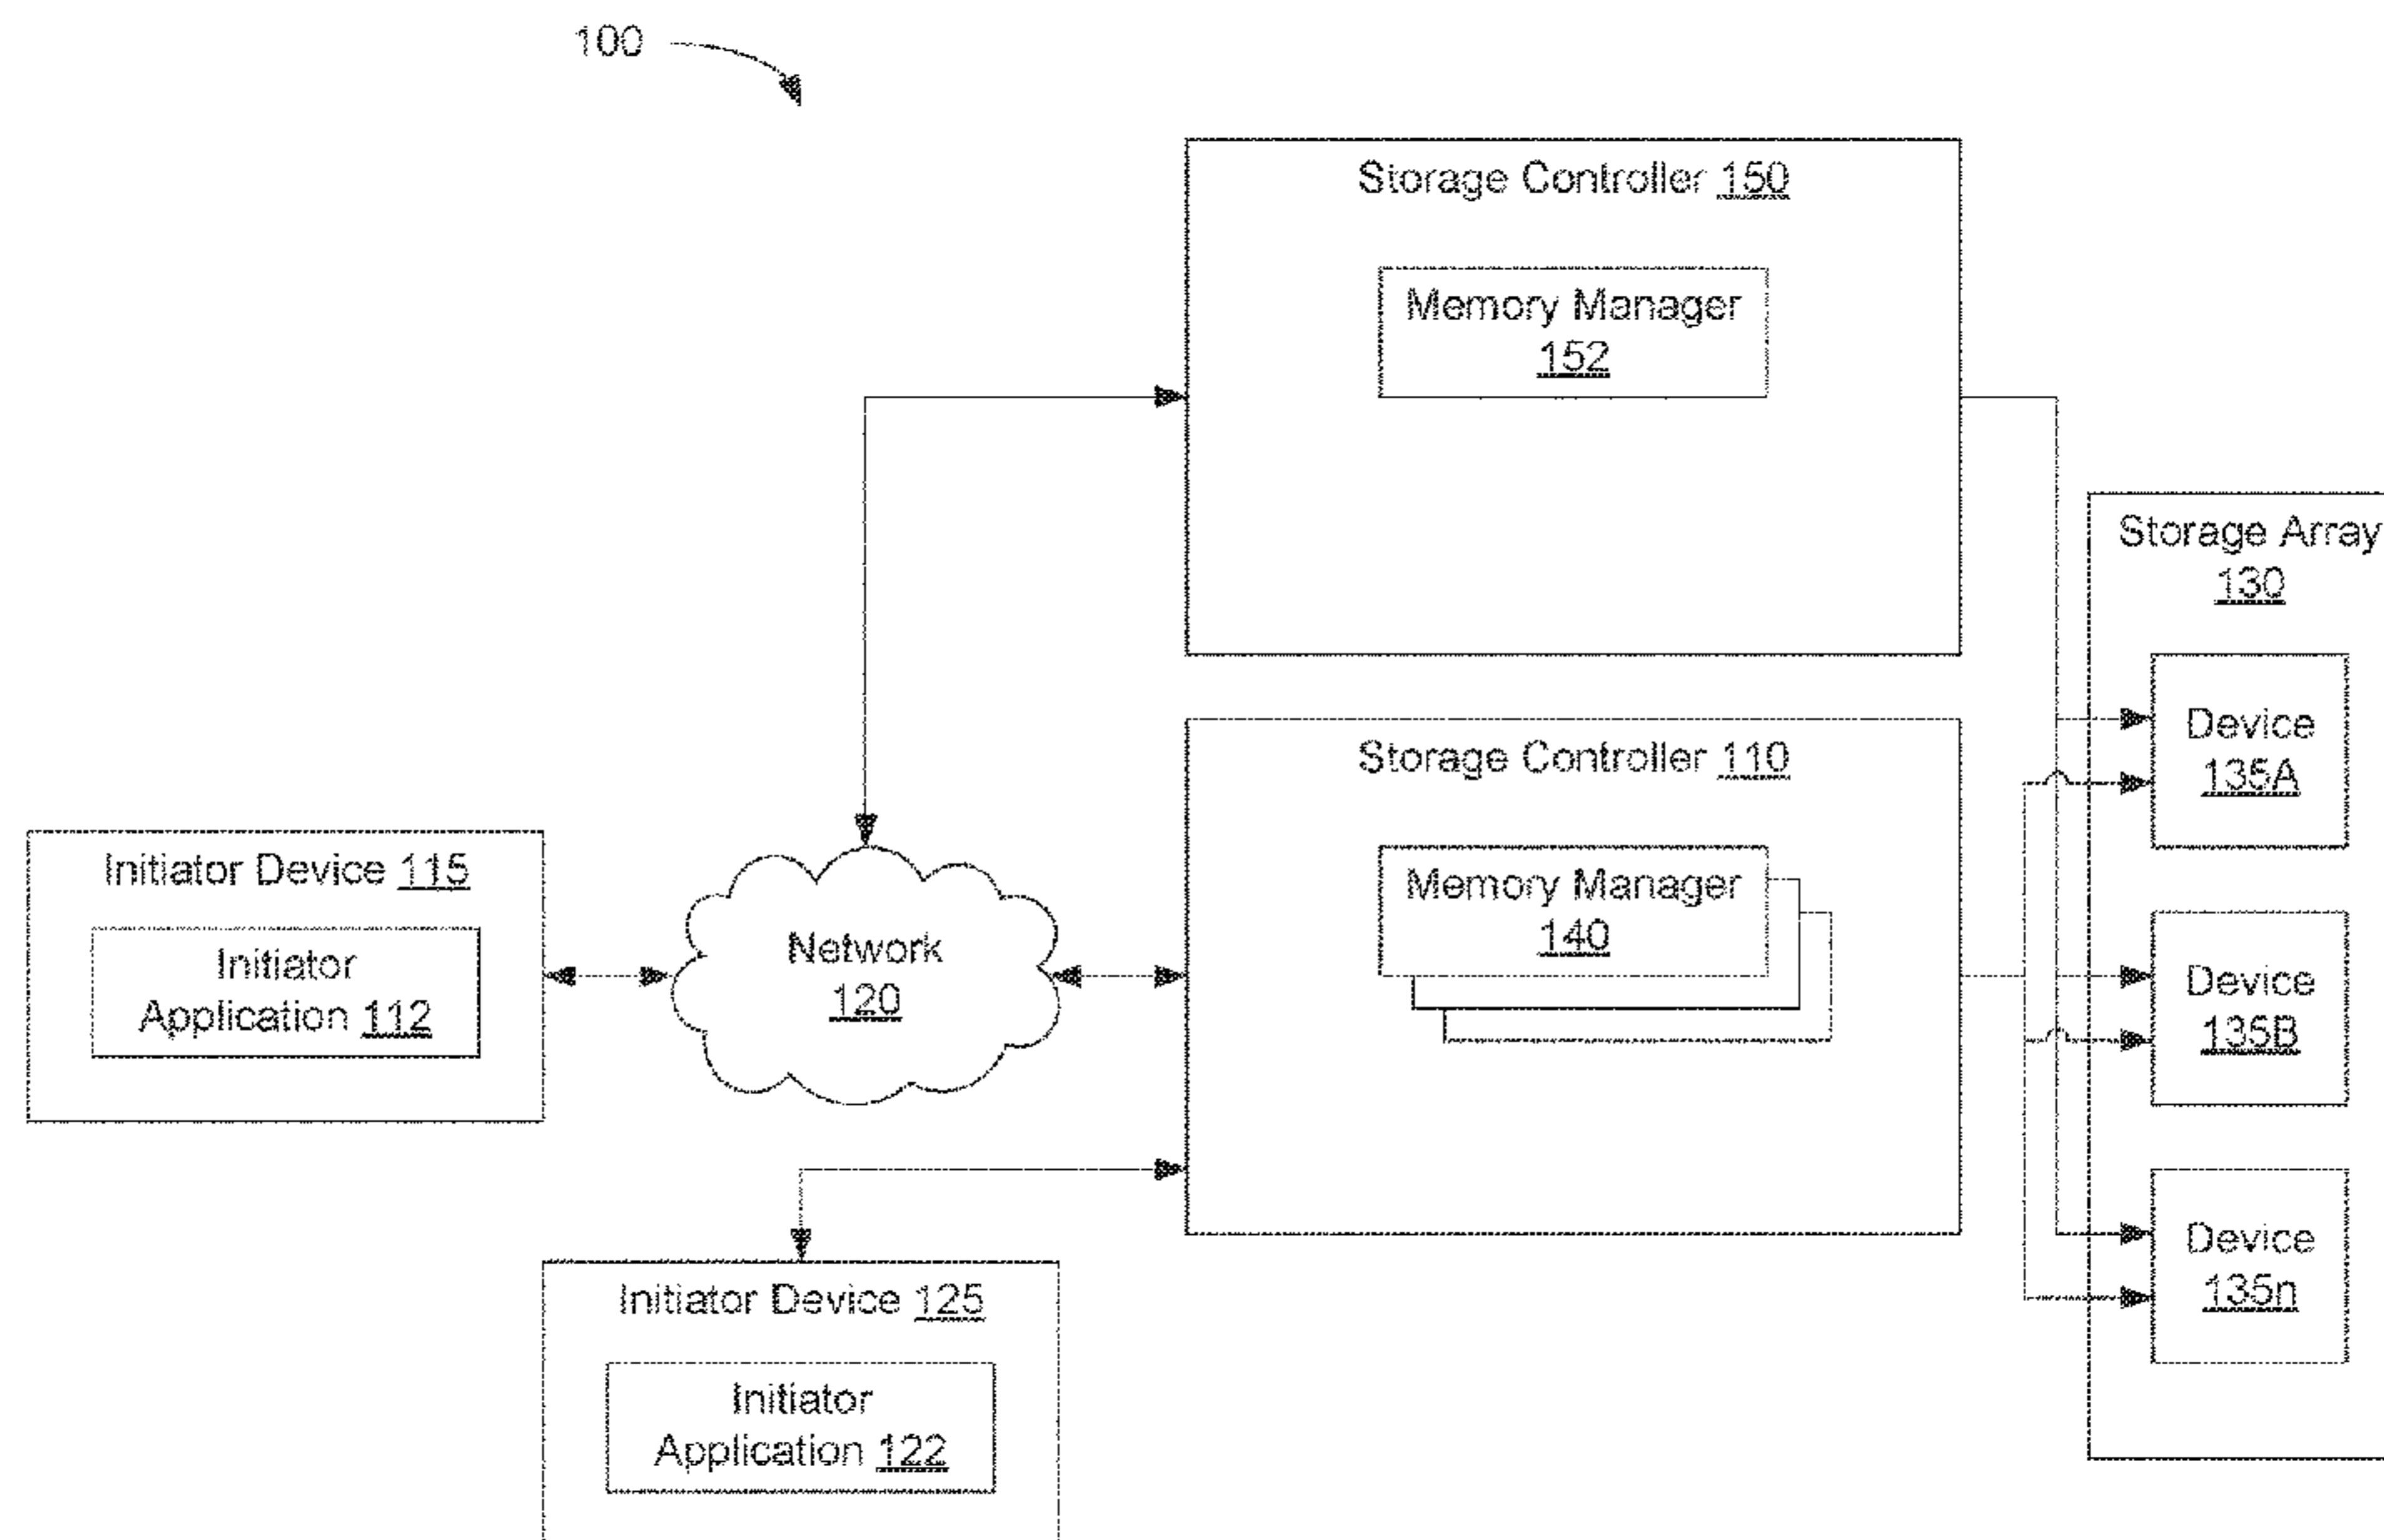 100
Storage Controller 150
Memory Manager
152
Storage Array
130
Device
135A
Storage Controller 110
Memory Manager
140
Initiator Device 115
Initiator
Application 112
Network
120
Device
135B
Device
135n
Initiator Device 125
Initiator
Application 122